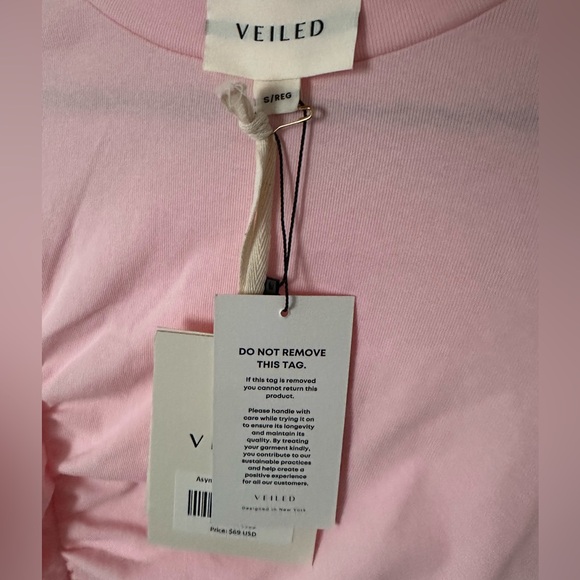 VEILED
S/REG
DO NOT REMOVE
THIS TAG.
If this tag is removed
you cannot return this
product.
Please handle with
care while trying it on
to ensure its longevity
and maintain its
quality. By treating
your garment kindly,
you contribute to our
sustainable practices
and help create a
positive experience
for all our customers.
VEILED
Designed in New York
V
Asyn
Price: $69 USD